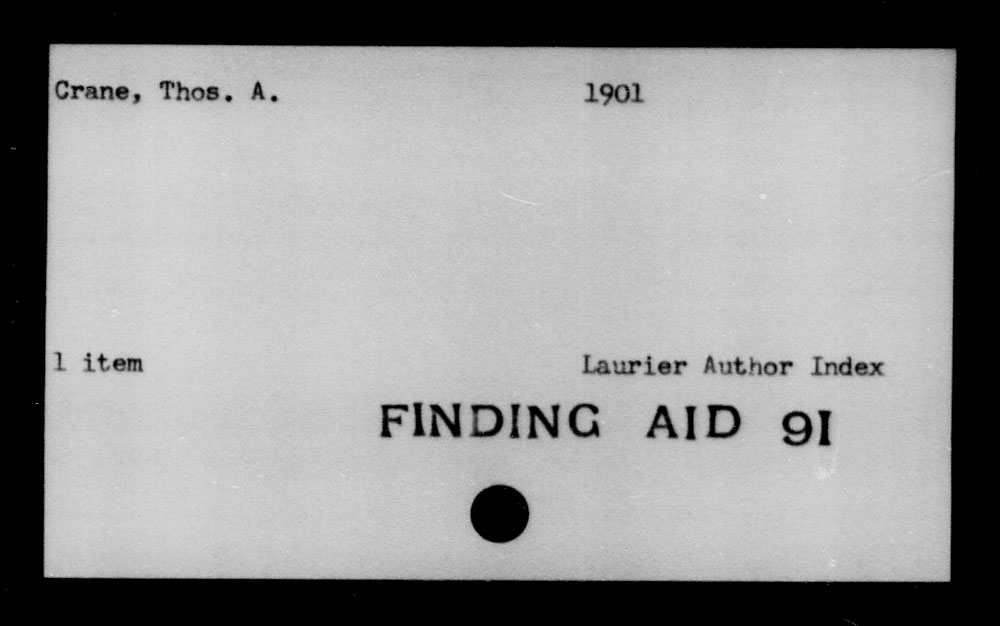 Crane, Thos. A. 1901
1 item Laurier Author Index
FINDING AID 91